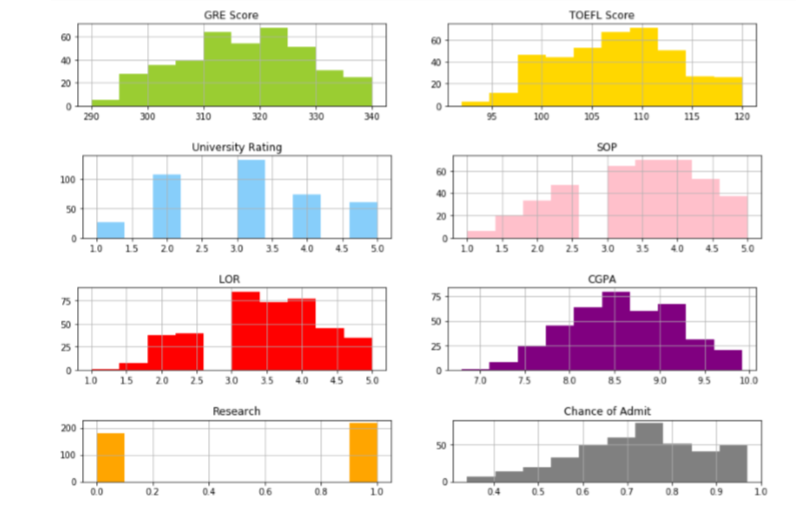 GRE Score
60
40
20
0
290 300 310 320 330 340
TOEFL Score
60
40
20
0
95 100 105 110 115 120
University Rating
100
50
0
1.0 1.5 2.0 2.5 3.0 3.5 4.0 4.5 5.0
SOP
60
40
20
0
1.0 1.5 2.0 2.5 3.0 3.5 4.0 4.5 5.0
LOR
75
50
25
0
1.0 1.5 2.0 2.5 3.0 3.5 4.0 4.5 5.0
CGPA
75
50
25
0
7.0 7.5 8.0 8.5 9.0 9.5 10.0
Research
200
100
0
0.0 0.2 0.4 0.6 0.8 1.0
Chance of Admit
50
0
0.4 0.5 0.6 0.7 0.8 0.9 1.0